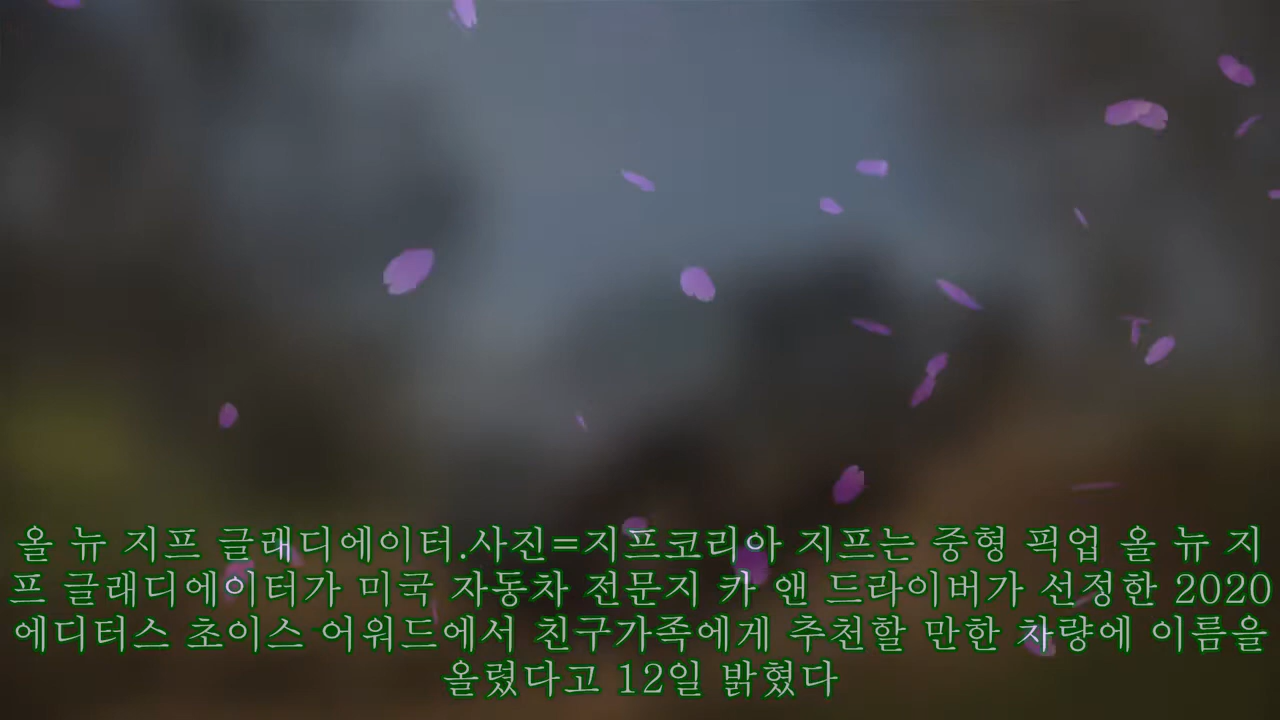 올 뉴 지프 글래디에이터.사진=지프코리아 지프는 중형 픽업 올 뉴 지
프 글래디에이터가 미국 자동차 전문지 카 앤 드라이버가 선정한 2020
에디터스 초이스 어워드에서 친구가족에게 추천할 만한 차량에 이름을
올렸다고 12일 밝혔다